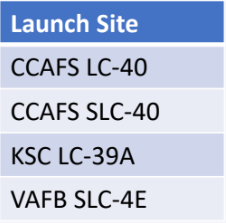 Launch Site
CCAFS LC-40
CCAFS SLC-40
KSC LC-39A
VAFB SLC-4E